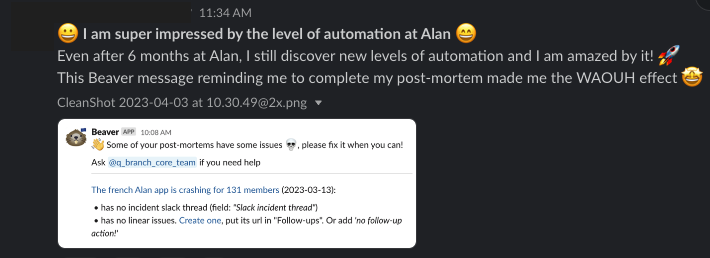 11:34 AM
😀 I am super impressed by the level of automation at Alan 😄
Even after 6 months at Alan, I still discover new levels of automation and I am amazed by it! 🚀
This Beaver message reminding me to complete my post-mortem made me the WAOUH effect 🤩
CleanShot 2023-04-03 at 10.30.49@2x.png
Beaver APP 10:08 AM
👋 Some of your post-mortems have some issues 💀, please fix it when you can!
Ask @q_branch_core_team if you need help
The french Alan app is crashing for 131 members (2023-03-13):
• has no incident slack thread (field: "Slack incident thread")
• has no linear issues. Create one, put its url in "Follow-ups". Or add 'no follow-up
action!'